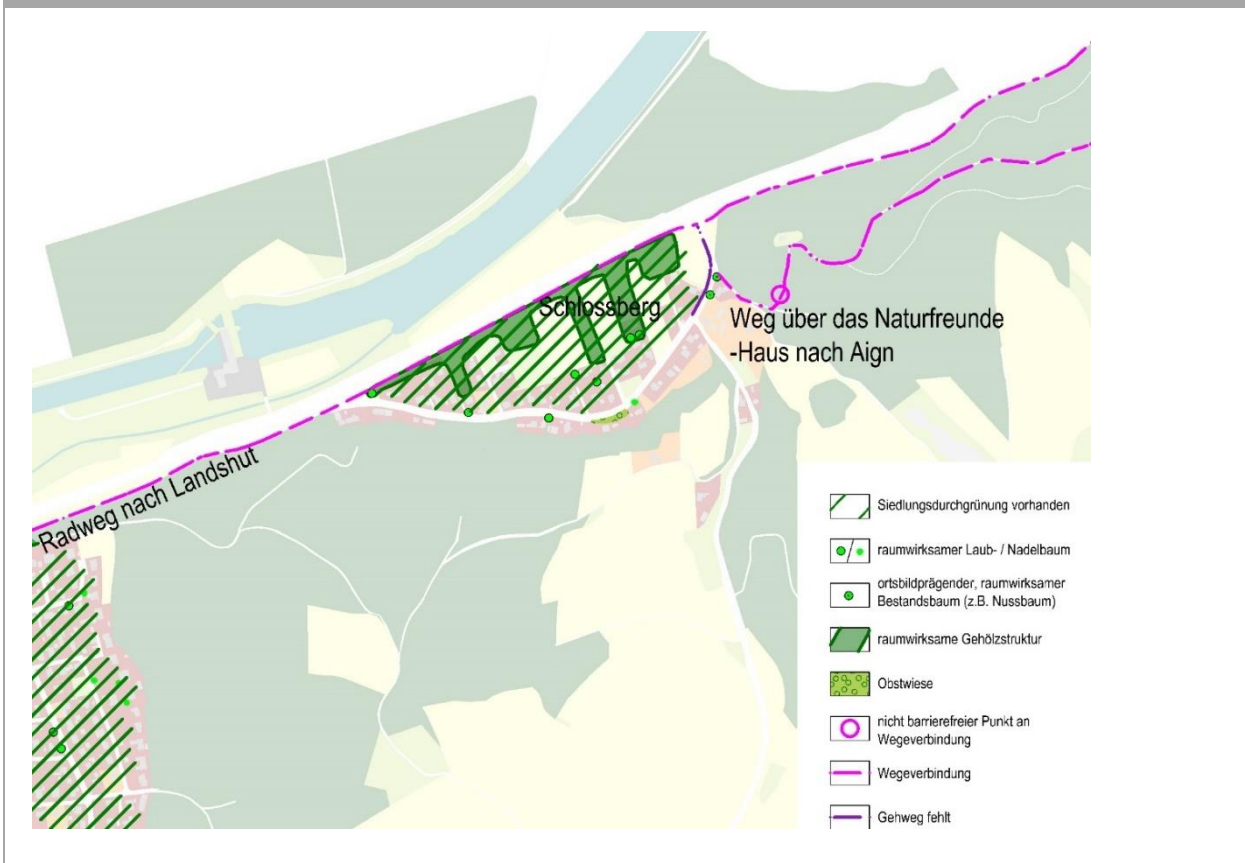 Schlossberg
Weg über das Naturfreunde
-Haus nach Aign
Radweg nach Landshut
Siedlungsdurchgrünung vorhanden
raumwirksamer Laub- / Nadelbaum
ortsbildprägender, raumwirksamer
Bestandsbaum (z.B. Nussbaum)
raumwirksame Gehölzstruktur
Obstwiese
nicht barrierefreier Punkt an
Wegeverbindung
Wegeverbindung
Gehweg fehlt